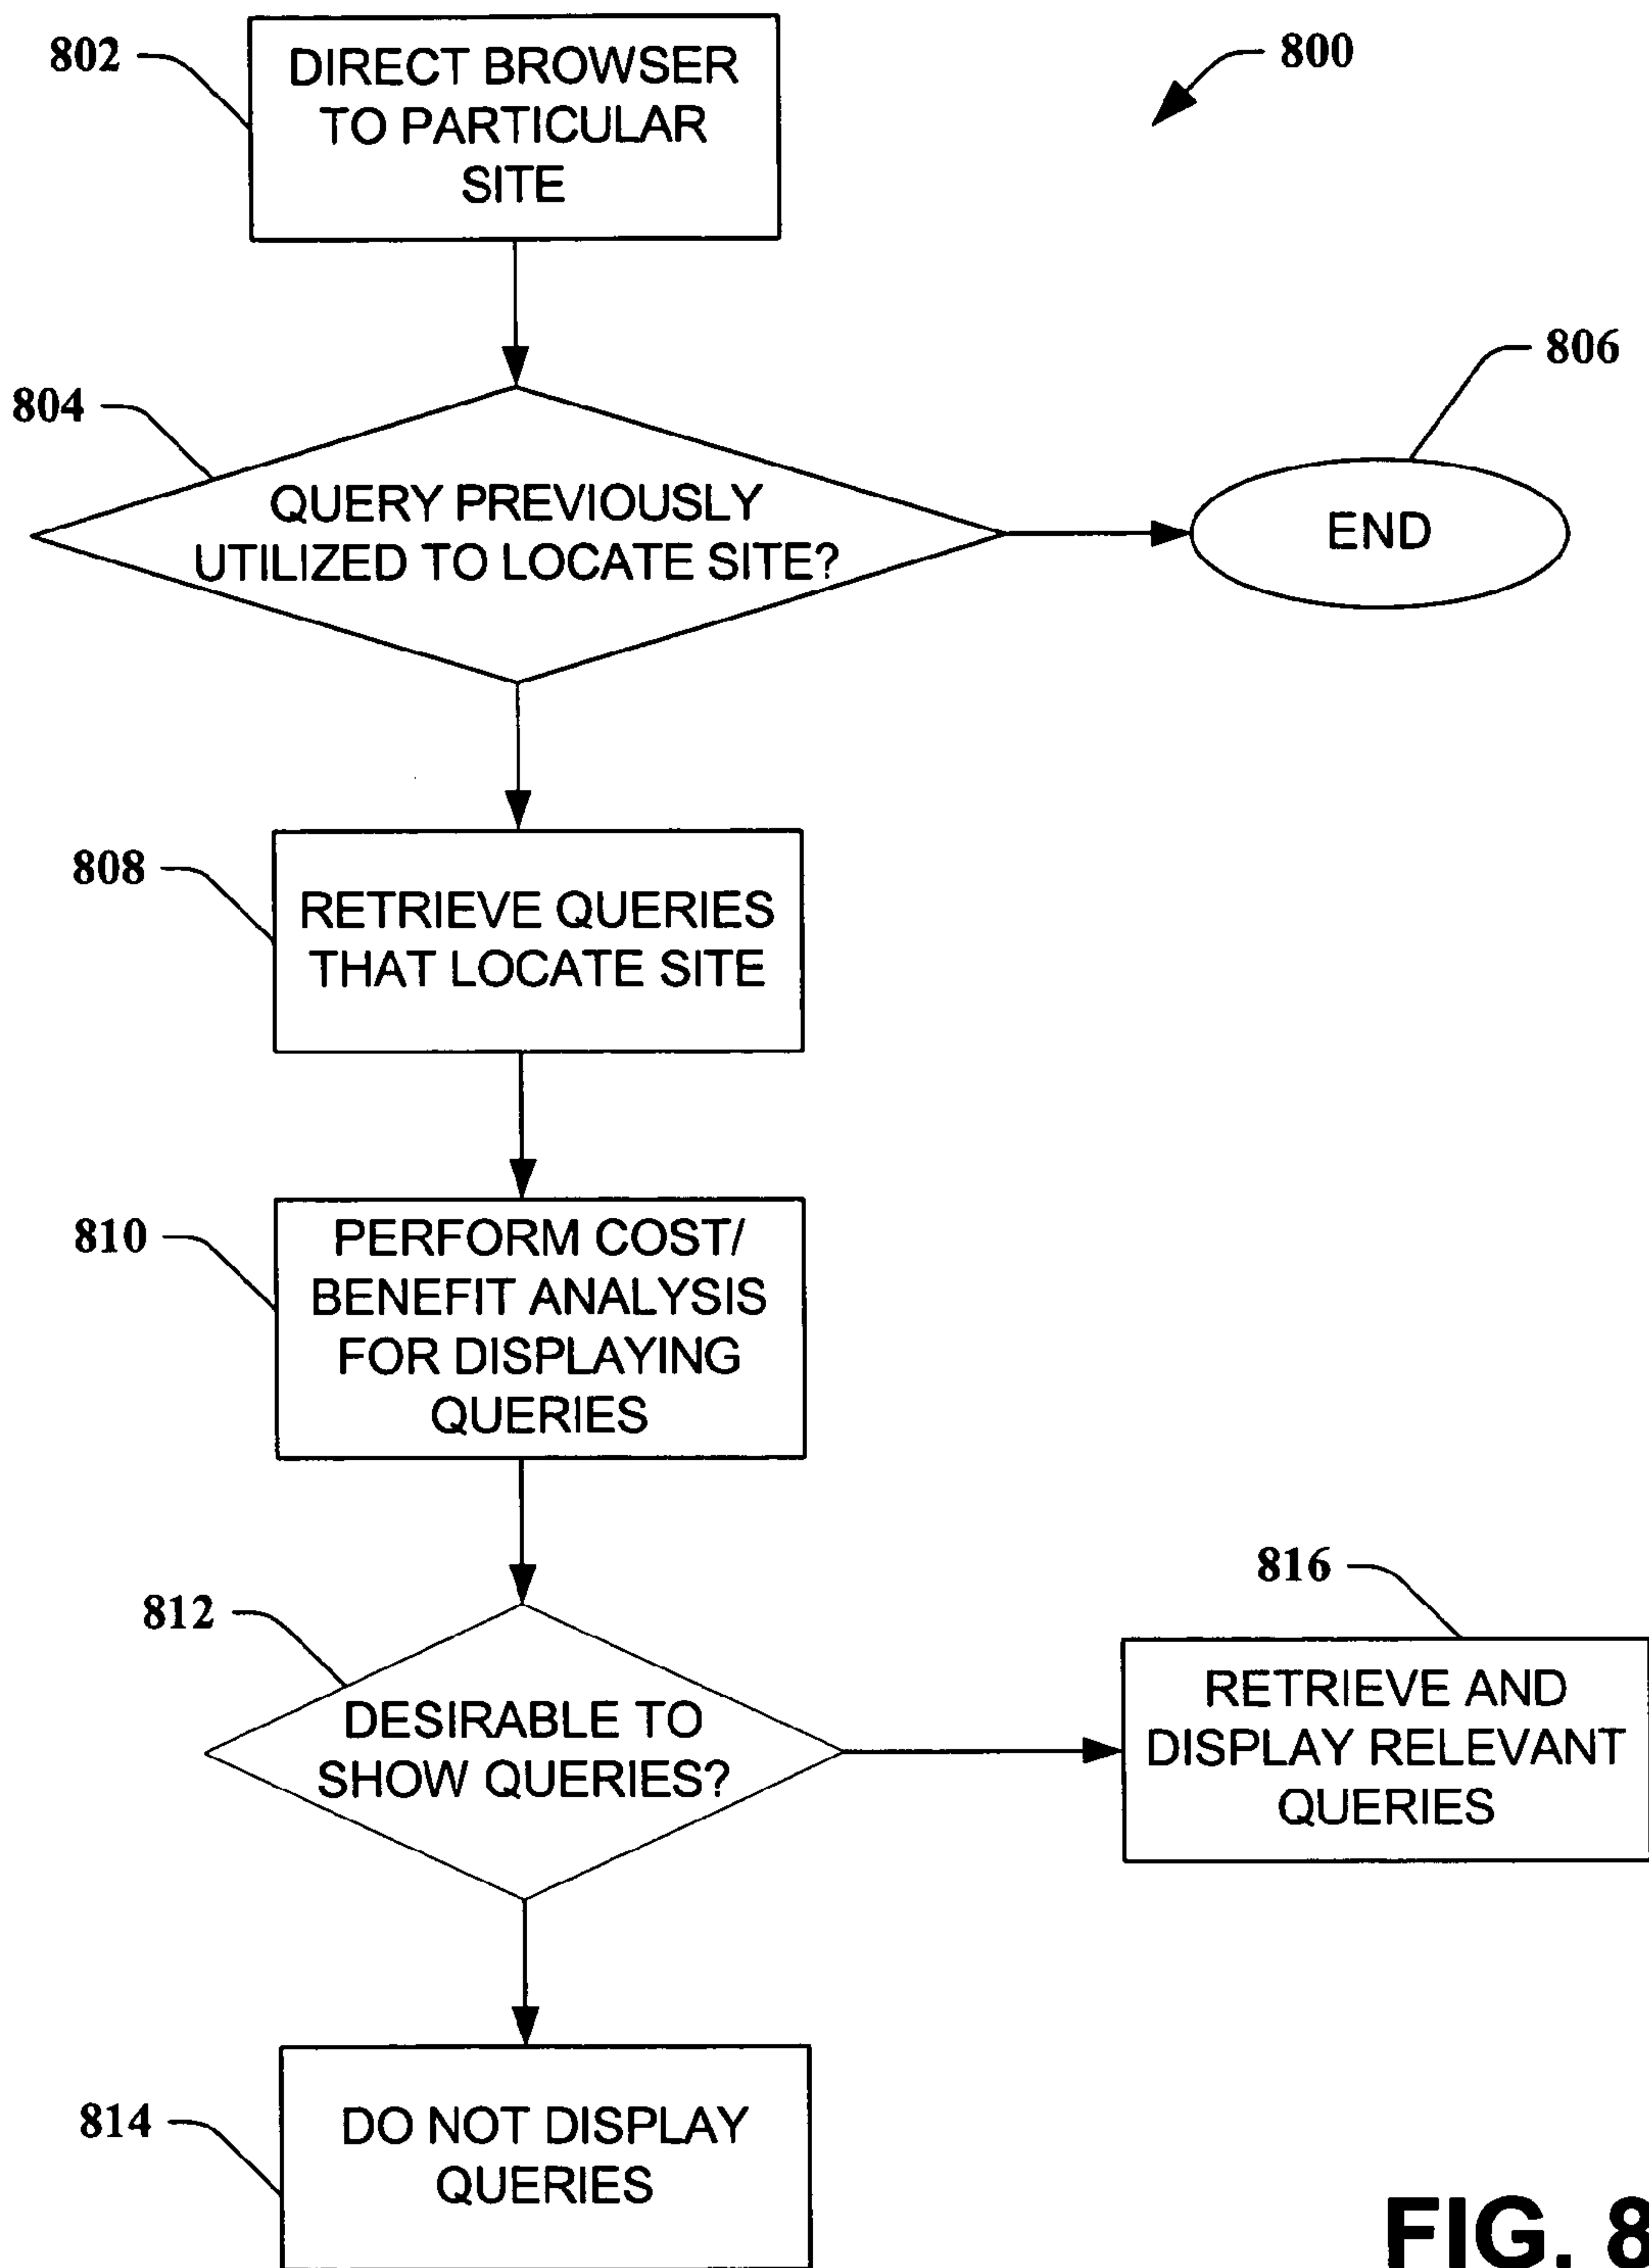 802
DIRECT BROWSER
TO PARTICULAR
SITE
800
804
QUERY PREVIOUSLY
UTILIZED TO LOCATE SITE?
806
END
808
RETRIEVE QUERIES
THAT LOCATE SITE
810
PERFORM COST/
BENEFIT ANALYSIS
FOR DISPLAYING
QUERIES
812
DESIRABLE TO
SHOW QUERIES?
816
RETRIEVE AND
DISPLAY RELEVANT
QUERIES
814
DO NOT DISPLAY
QUERIES
FIG. 8